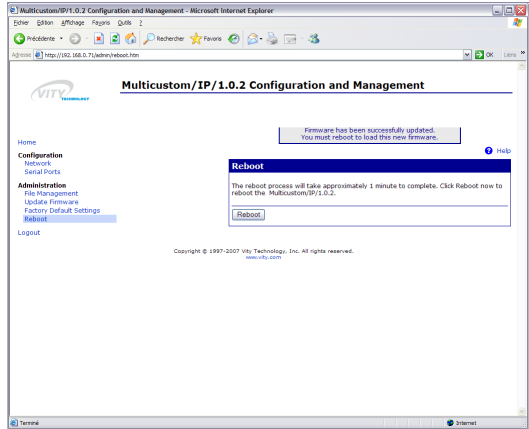 Multicustom/IP/1.0.2 Configuration and Management - Microsoft Internet Explorer
Fichier Edition Affichage Favoris Outils ?
Précédente Rechercher Favoris
Adresse http://192.168.0.71/admin/reboot.htm OK Liens »
VITY TECHNOLOGY
Multicustom/IP/1.0.2 Configuration and Management
Firmware has been successfully updated.
You must reboot to load this new firmware.
Home
Help
Configuration
Network
Serial Ports
Reboot
The reboot process will take approximately 1 minute to complete. Click Reboot now to
reboot the Multicustom/IP/1.0.2.
Reboot
Administration
File Management
Update Firmware
Factory Default Settings
Reboot
Logout
Copyright © 1997-2007 Vity Technology, Inc. All rights reserved.
www.vity.com
Terminé Internet